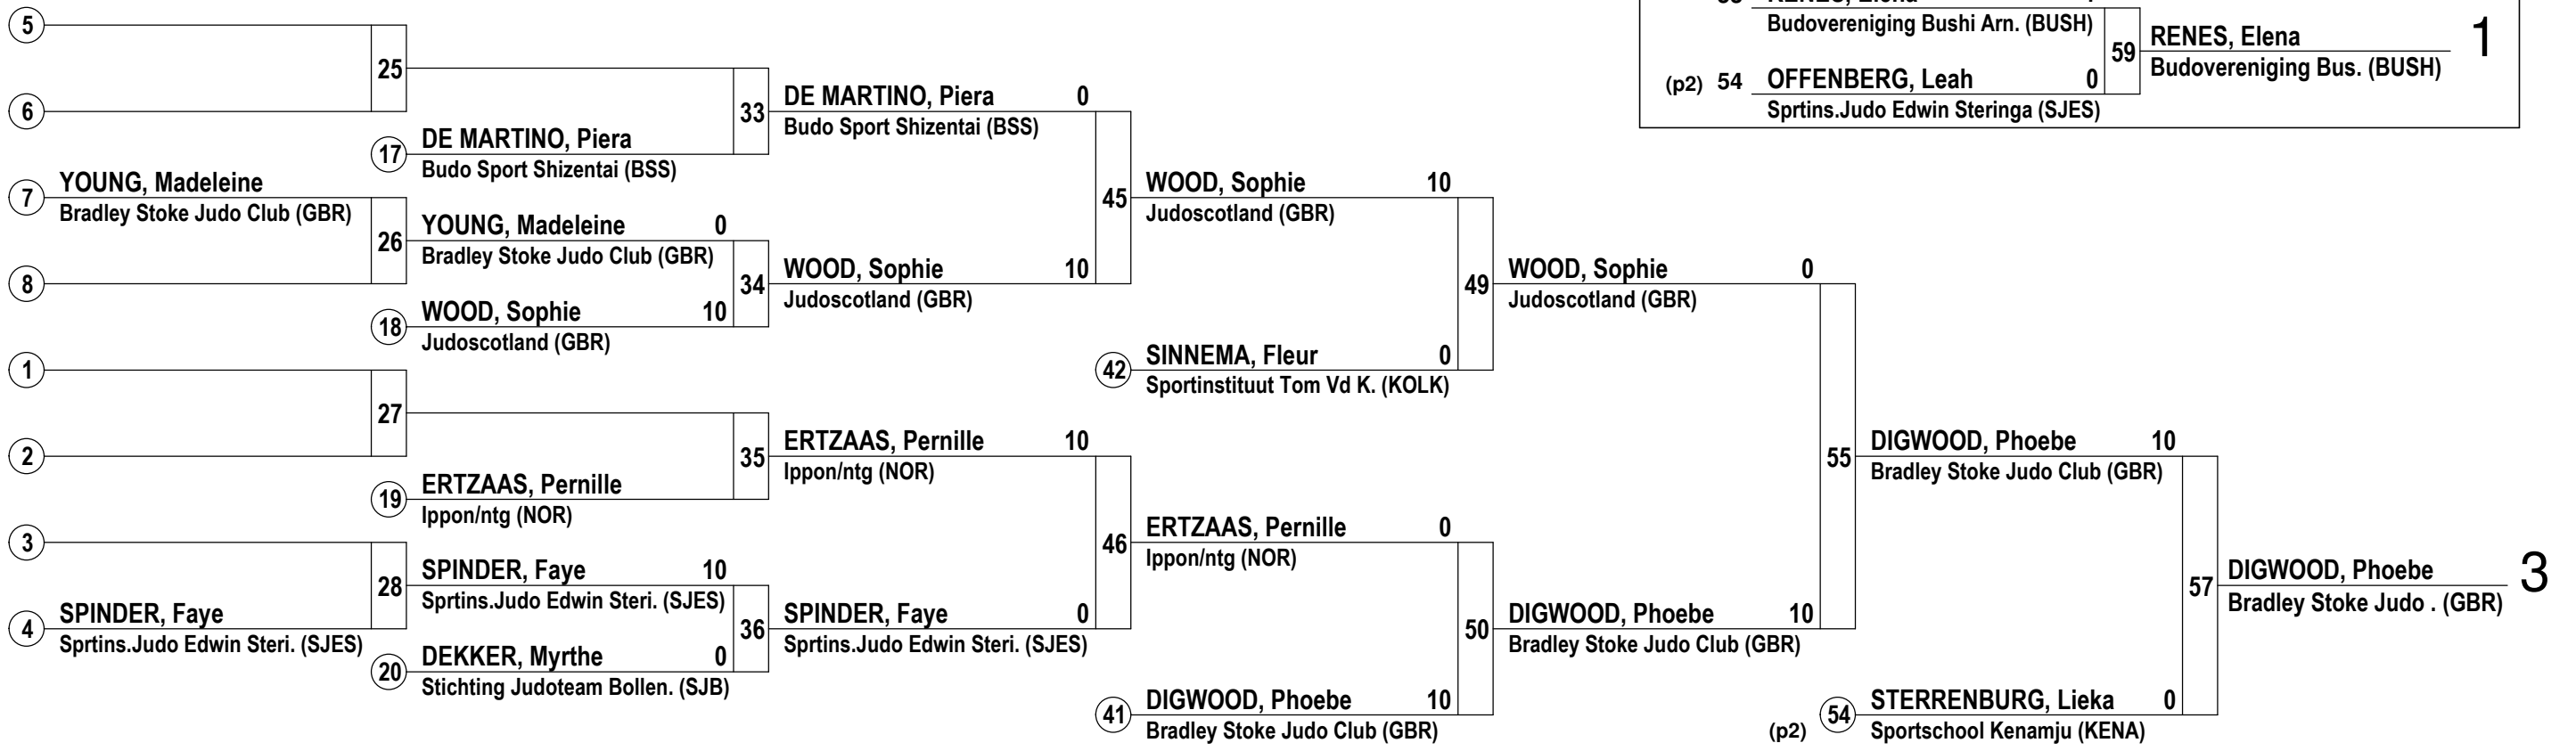 Budovereniging Bushi Arn. (BUSH)
59
RENES, Elena
Budovereniging Bus. (BUSH)
1
(p2) 54 OFFENBERG, Leah 0
Sprtins.Judo Edwin Steringa (SJES)
5
25
6
33
DE MARTINO, Piera 0
Budo Sport Shizentai (BSS)
17 DE MARTINO, Piera
Budo Sport Shizentai (BSS)
7 YOUNG, Madeleine
Bradley Stoke Judo Club (GBR)
26
YOUNG, Madeleine 0
Bradley Stoke Judo Club (GBR)
8
45
WOOD, Sophie 10
Judoscotland (GBR)
34
WOOD, Sophie 10
Judoscotland (GBR)
18 WOOD, Sophie 10
Judoscotland (GBR)
49
WOOD, Sophie 0
Judoscotland (GBR)
42 SINNEMA, Fleur 0
Sportinstituut Tom Vd K. (KOLK)
1
27
2
35
ERTZAAS, Pernille 10
Ippon/ntg (NOR)
19 ERTZAAS, Pernille
Ippon/ntg (NOR)
55
DIGWOOD, Phoebe 10
Bradley Stoke Judo Club (GBR)
3
28
SPINDER, Faye 10
Sprtins.Judo Edwin Steri. (SJES)
4 SPINDER, Faye
Sprtins.Judo Edwin Steri. (SJES)
46
ERTZAAS, Pernille 0
Ippon/ntg (NOR)
36
SPINDER, Faye 0
Sprtins.Judo Edwin Steri. (SJES)
20 DEKKER, Myrthe 0
Stichting Judoteam Bollen. (SJB)
50
DIGWOOD, Phoebe 10
Bradley Stoke Judo Club (GBR)
41 DIGWOOD, Phoebe 10
Bradley Stoke Judo Club (GBR)
57
DIGWOOD, Phoebe
Bradley Stoke Judo . (GBR)
3
(p2) 54 STERRENBURG, Lieka 0
Sportschool Kenamju (KENA)